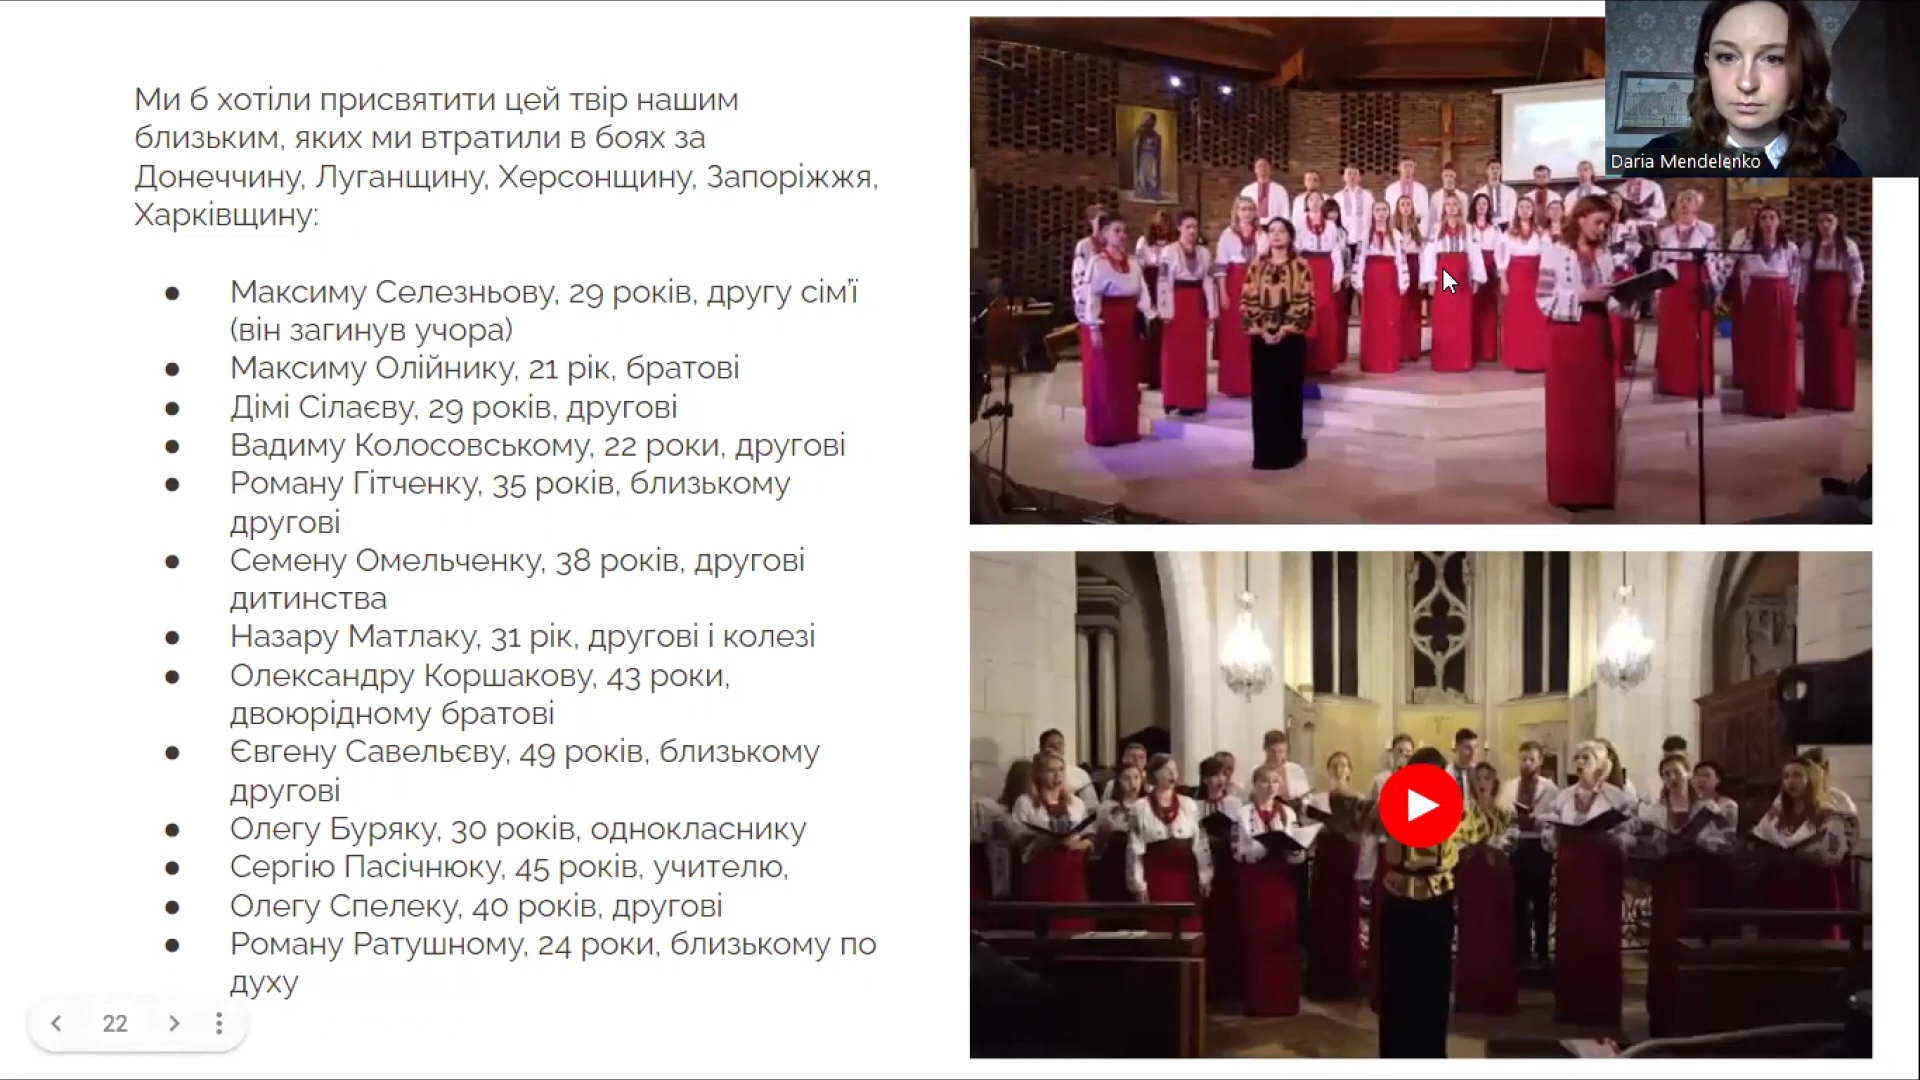 Ми б хотіли присвятити цей твір нашим
близьким, яких ми втратили в боях за
Донеччину, Луганщину, Херсонщину, Запоріжжя,
Харківщину:
● Максиму Селезньову, 29 років, другу сім'ї
(він загинув учора)
● Максиму Олійнику, 21 рік, братові
● Дімі Сілаєву, 29 років, другові
● Вадиму Колосовському, 22 роки, другові
● Роману Гітченку, 35 років, близькому
другові
● Семену Омельченку, 38 років, другові
дитинства
● Назару Матлаку, 31 рік, другові і колезі
● Олександру Коршакову, 43 роки,
двоюрідному братові
● Євгену Савельєву, 49 років, близькому
другові
● Олегу Буряку, 30 років, однокласнику
● Сергію Пасічнюку, 45 років, учителю,
● Олегу Спелеку, 40 років, другові
● Роману Ратушному, 24 роки, близькому по
духу
22
Daria Mendelenko